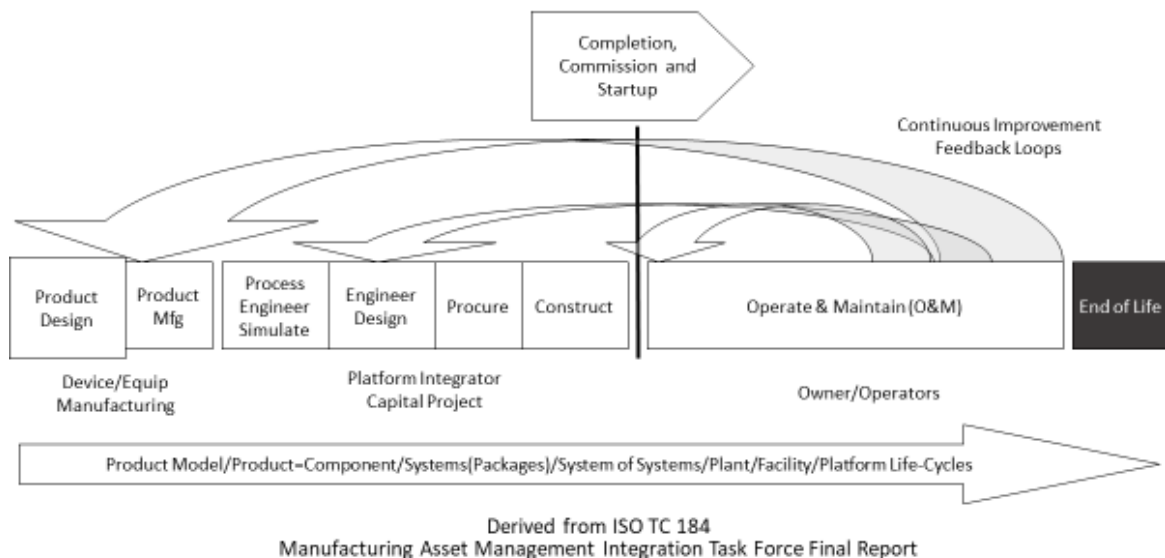 Completion,
Commission and
Startup
Continuous Improvement
Feedback Loops
Product
Design
Product
Mfg
Process
Engineer
Simulate
Engineer
Design
Procure
Construct
Operate & Maintain (O&M)
End of Life
Device/Equip
Manufacturing
Platform Integrator
Capital Project
Owner/Operators
Product Model/Product=Component/Systems(Packages)/System of Systems/Plant/Facility/Platform Life-Cycles
Derived from ISO TC 184
Manufacturing Asset Management Integration Task Force Final Report